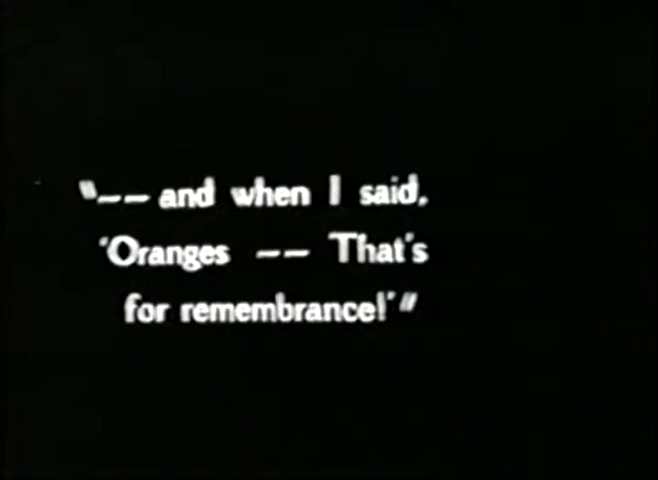 "-- and when I said,
'Oranges -- That's
for remembrance!'"